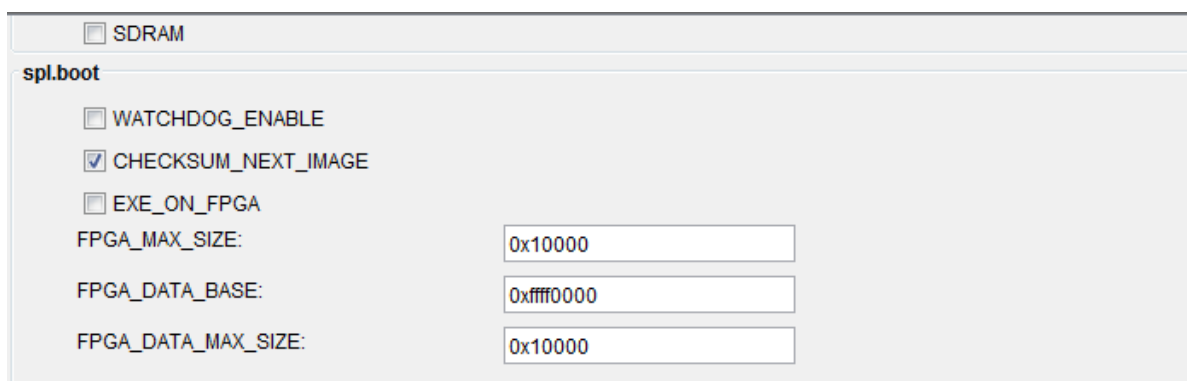 SDRAM
spl.boot
WATCHDOG_ENABLE
CHECKSUM_NEXT_IMAGE
EXE_ON_FPGA
FPGA_MAX_SIZE: 0x10000
FPGA_DATA_BASE: 0xffff0000
FPGA_DATA_MAX_SIZE: 0x10000